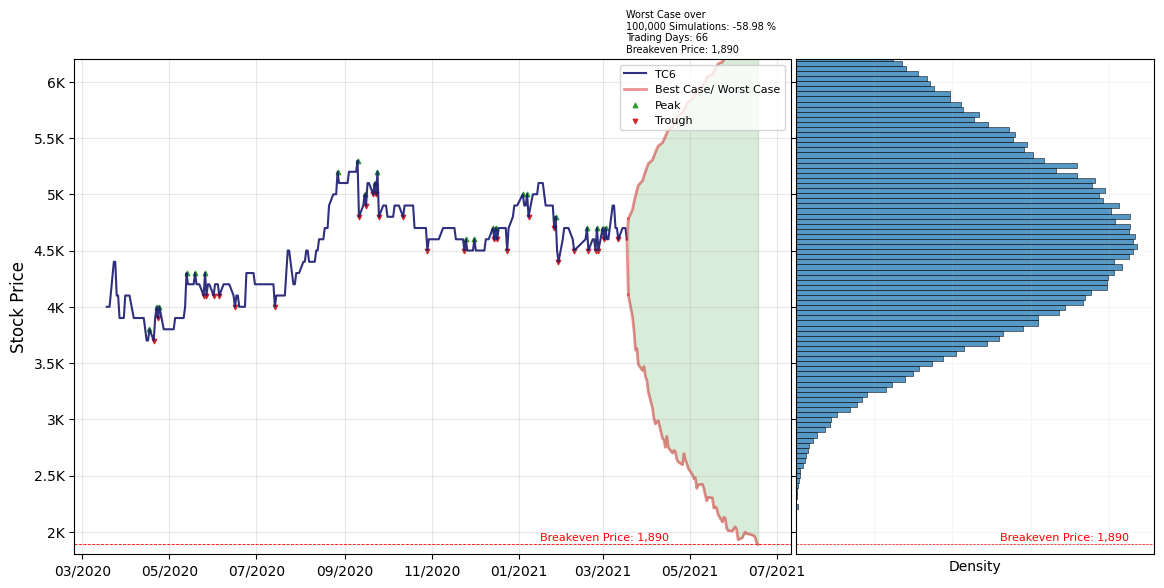 Worst Case over
100,000 Simulations: -58.98 %
Trading Days: 66
Breakeven Price: 1,890
TC6
Best Case/ Worst Case
Peak
Trough
Stock Price
6K
5.5K
5K
4.5K
4K
3.5K
3K
2.5K
2K
Breakeven Price: 1,890
Breakeven Price: 1,890
03/2020
05/2020
07/2020
09/2020
11/2020
01/2021
03/2021
05/2021
07/2021
Density